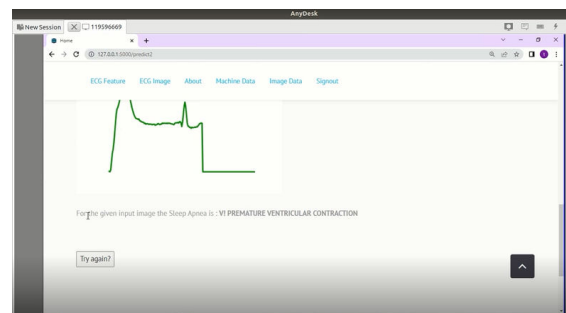 AnyDesk
New Session 119596669
Home
127.0.0.1:5000/predict2
ECG Feature ECG Image About Machine Data Image Data Signout
For the given input image the Sleep Apnea is : V! PREMATURE VENTRICULAR CONTRACTION
Try again?